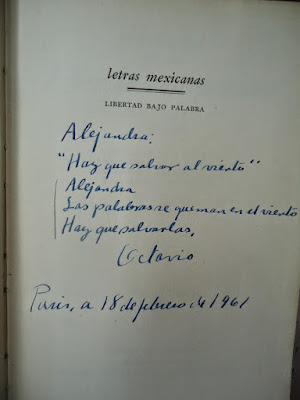 letras mexicanas
LIBERTAD BAJO PALABRA
Alejandra:
"Hay que salvar al viento"
Alejandra
Las palabras se queman en el viento
Hay que salvarlas,
Octavio
Paris, a 18 de febrero de 1961